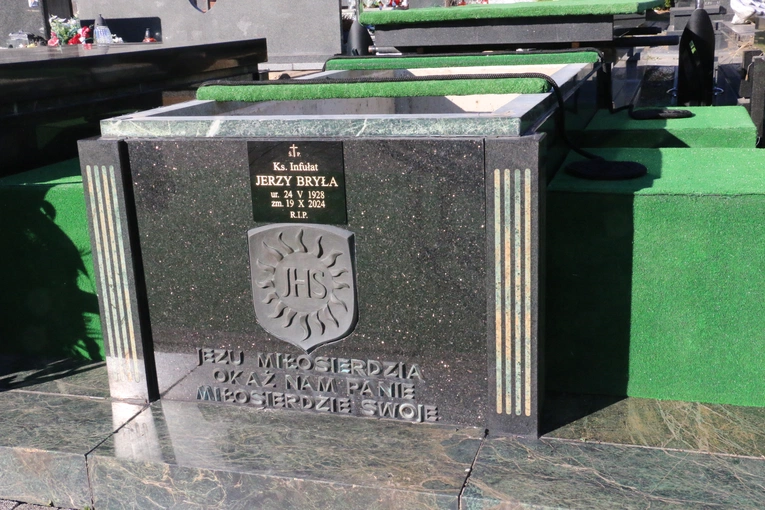 Ś. P.
Ks. Infułat
JERZY BRYŁA
ur. 24 V 1928
zm. 19 X 2024
R.I.P.
JHS
JEZU MIŁOSIERDZIA
OKAŻ NAM PANIE
MIŁOSIERDZIE SWOJE